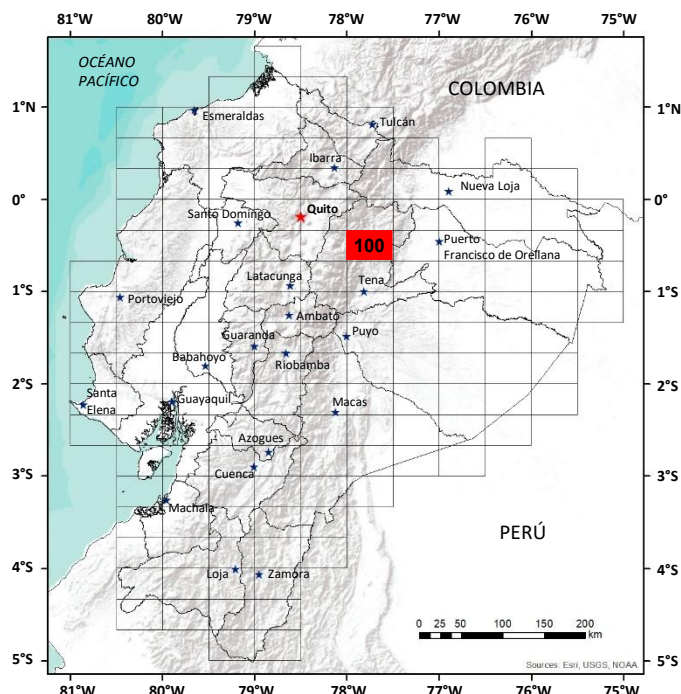 81°W 80°W 79°W 78°W 77°W 76°W 75°W
OCÉANO
PACÍFICO
COLOMBIA
1°N 1°N
Esmeraldas
Tulcán
Ibarra
Nueva Loja
0° 0°
Santo Domingo
Quito
100
Puerto
Francisco de Orellana
Latacunga
Tena
1°S 1°S
Portoviejo
Ambato
Puyo
Guaranda
Babahoyo
Riobamba
2°S 2°S
Santa
Elena
Guayaquil
Macas
Azogues
3°S 3°S
Cuenca
Machala
PERÚ
4°S 4°S
Loja
Zamora
0 25 50 100 150 200
km
5°S 5°S
Sources: Esri, USGS, NOAA
81°W 80°W 79°W 78°W 77°W 76°W 75°W